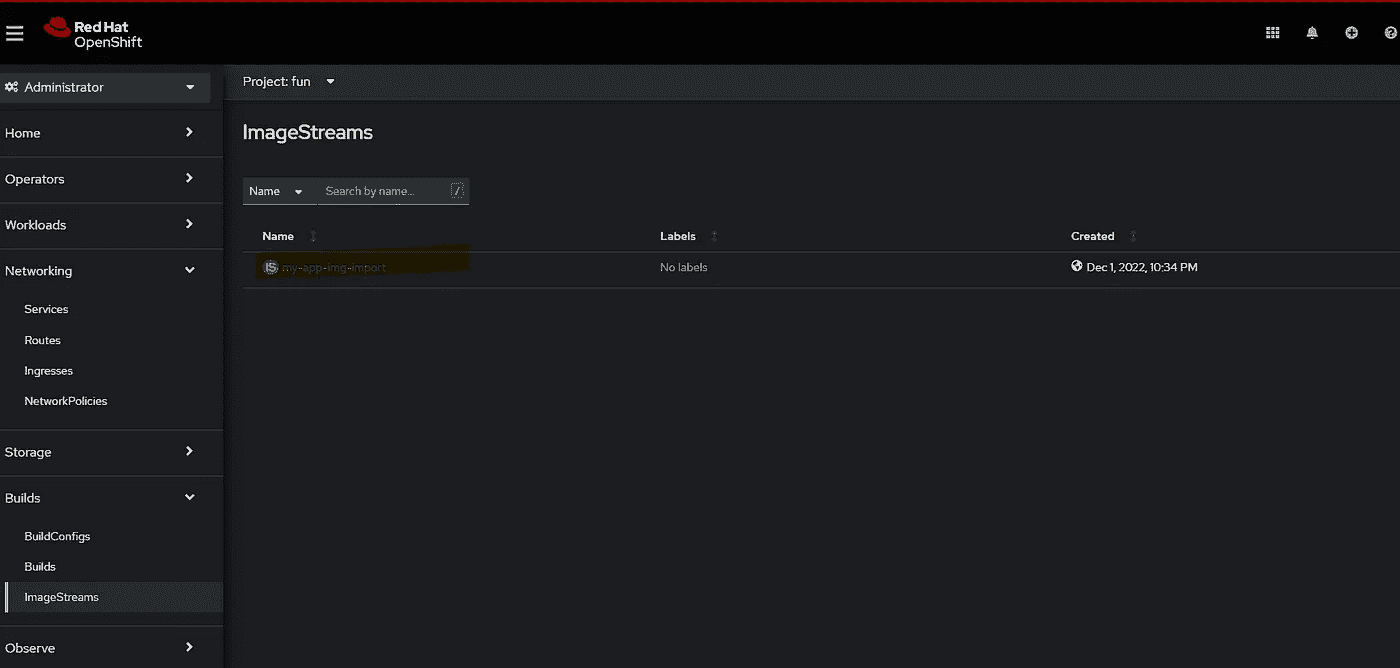 Red Hat
OpenShift
Administrator
Project: fun
Home
ImageStreams
Operators
Name Search by name... /
Workloads
Name Labels Created
Networking
IS my-app-img-import No labels Dec 1, 2022, 10:34 PM
Services
Routes
Ingresses
NetworkPolicies
Storage
Builds
BuildConfigs
Builds
ImageStreams
Observe